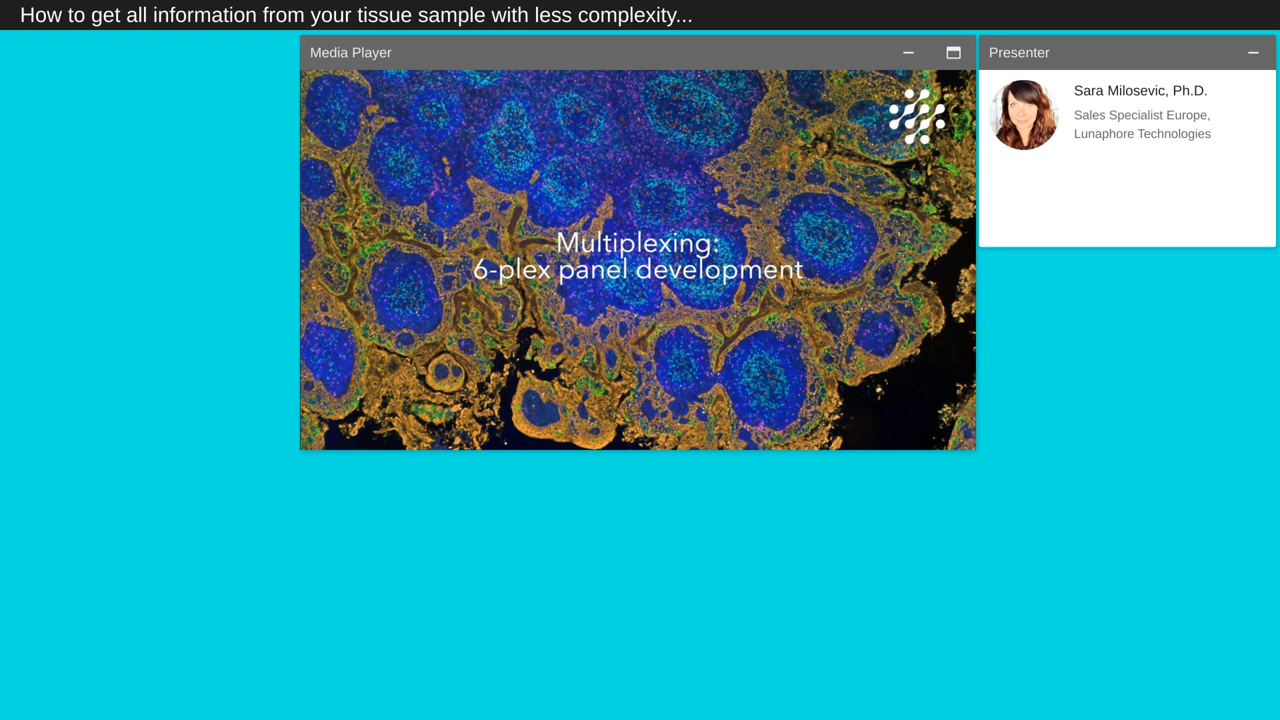 How to get all information from your tissue sample with less complexity...
Media Player
Multiplexing:
6-plex panel development
Presenter
Sara Milosevic, Ph.D.
Sales Specialist Europe,
Lunaphore Technologies